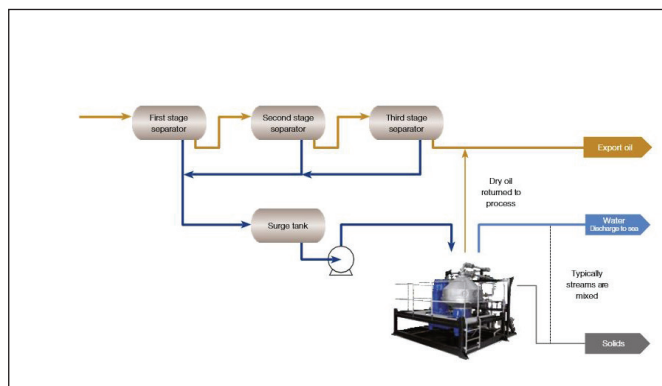 First stage
separator
Second stage
separator
Third stage
separator
Export oil
Dry oil
returned to
process
Water
Discharge to sea
Surge tank
Typically
streams are
mixed
Solids